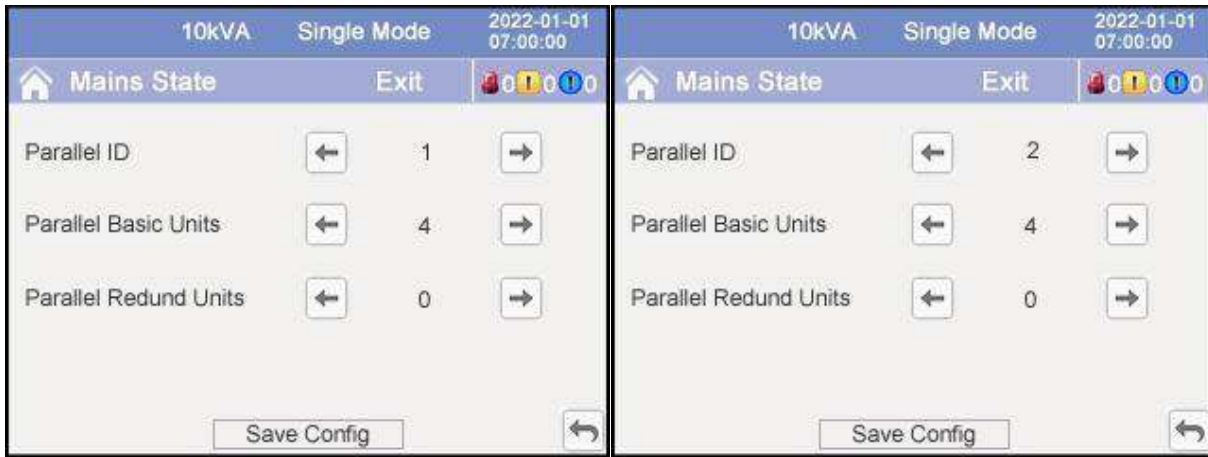 10kVA Single Mode 2022-01-01
07:00:00
Mains State Exit 0 0 0
Parallel ID 1
Parallel Basic Units 4
Parallel Redund Units 0
Save Config
10kVA Single Mode 2022-01-01
07:00:00
Mains State Exit 0 0 0
Parallel ID 2
Parallel Basic Units 4
Parallel Redund Units 0
Save Config